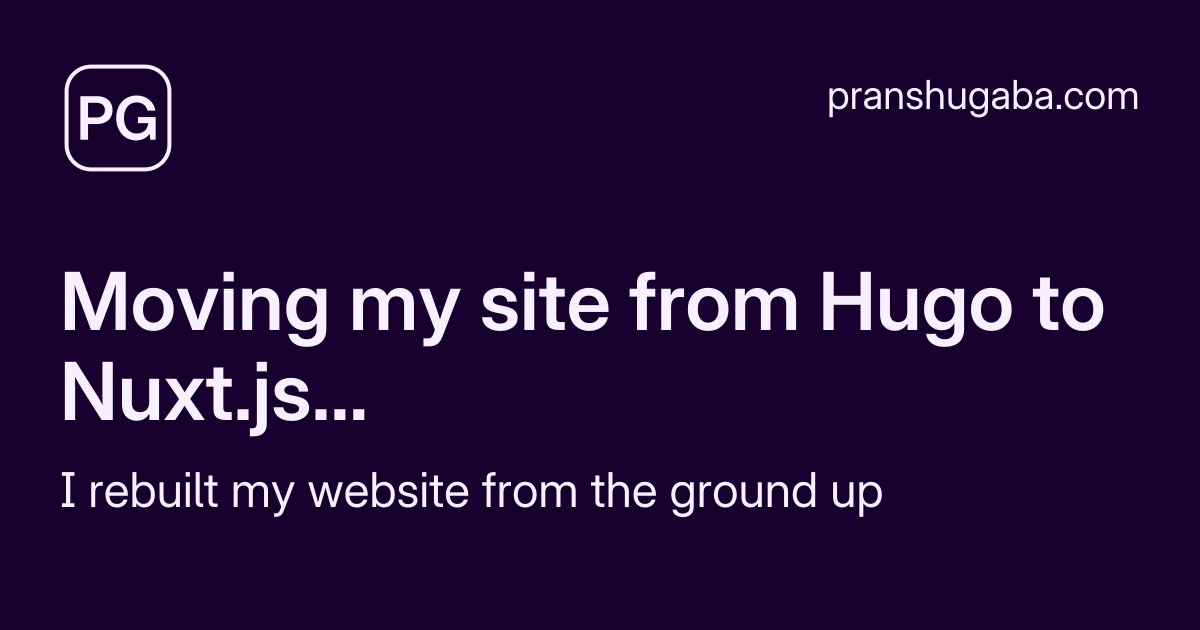 PG
pranshugaba.com
Moving my site from Hugo to
Nuxt.js...
I rebuilt my website from the ground up